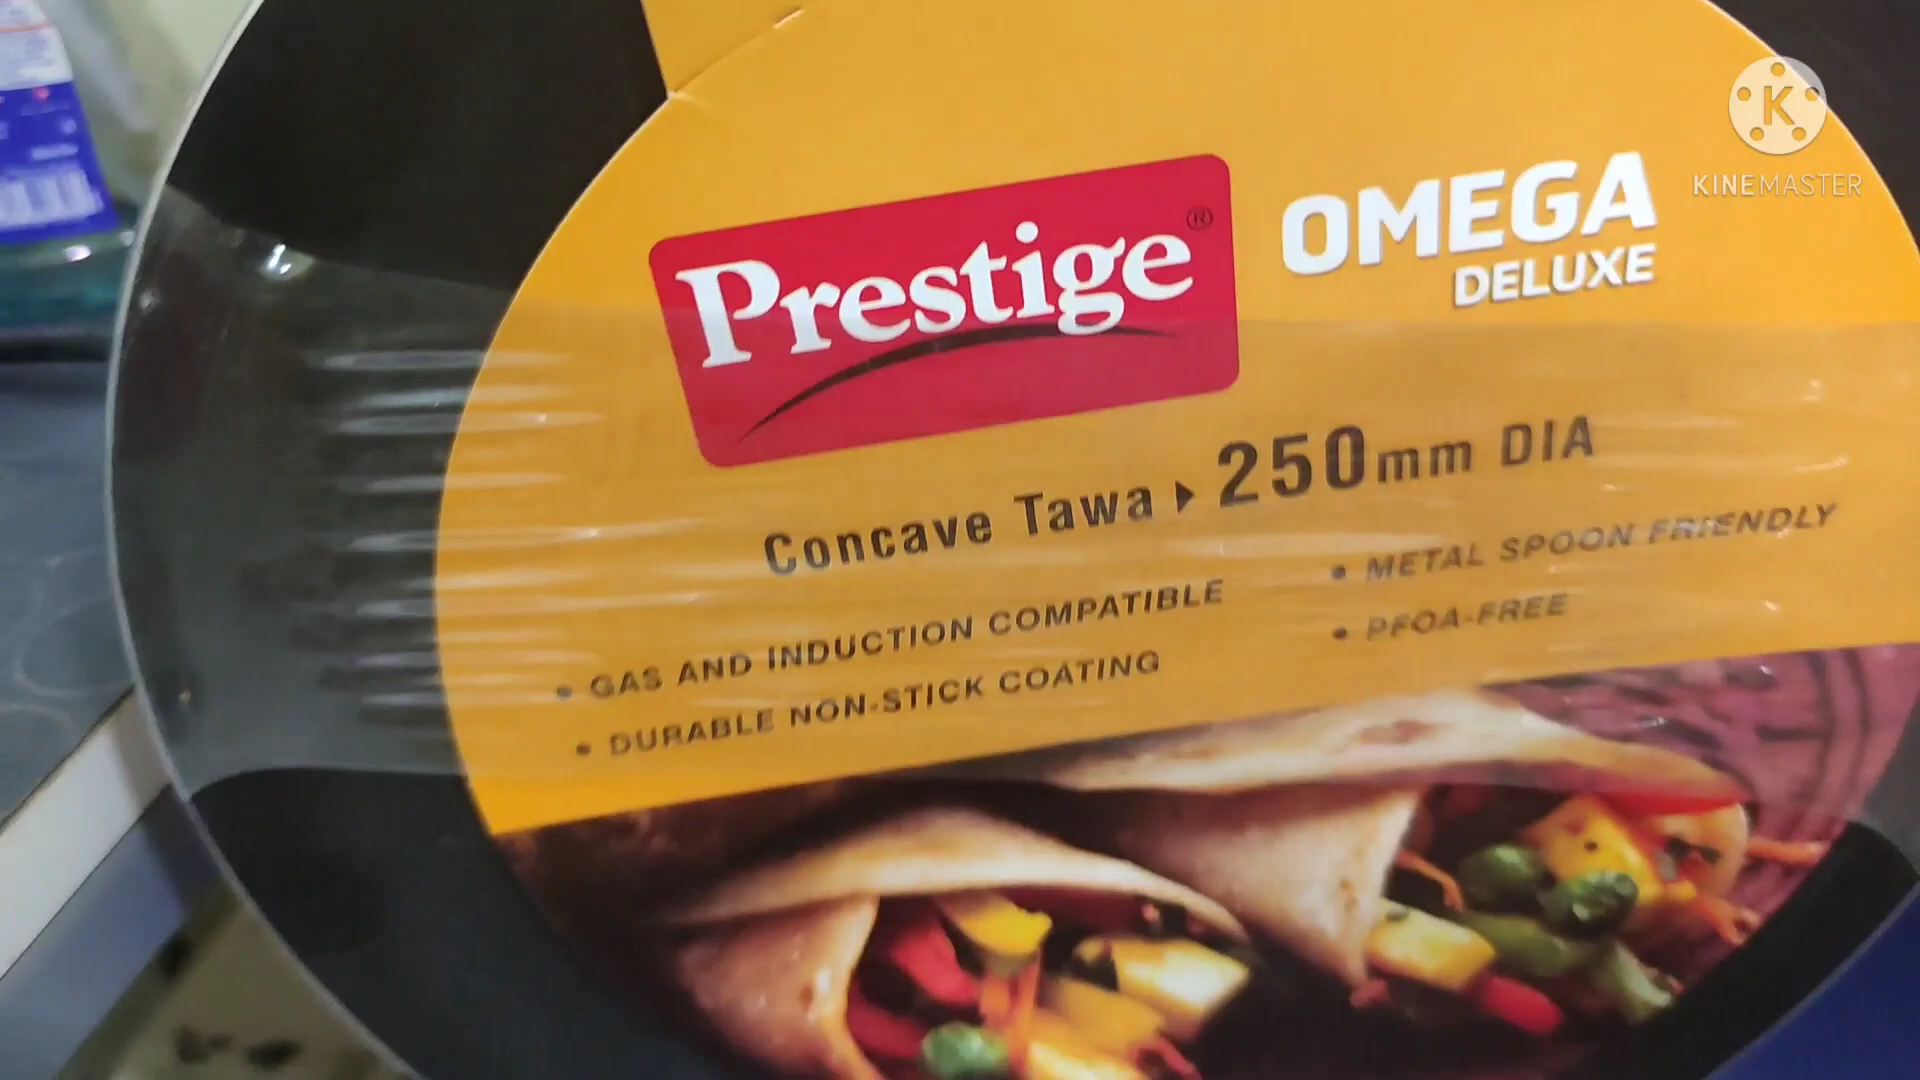 Prestige®
OMEGA
DELUXE
K
KINEMASTER
Concave Tawa ▸ 250mm DIA
• GAS AND INDUCTION COMPATIBLE
• DURABLE NON-STICK COATING
• METAL SPOON FRIENDLY
• PFOA-FREE